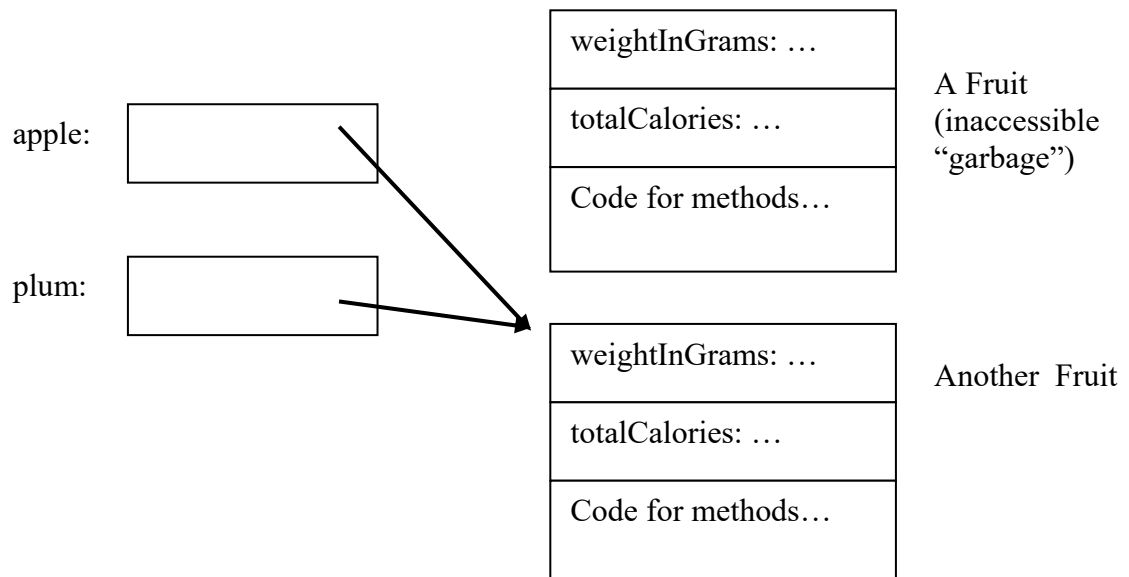 apple:
plum:
weightInGrams: …
totalCalories: …
Code for methods…
A Fruit
(inaccessible
“garbage”)
weightInGrams: …
totalCalories: …
Code for methods…
Another Fruit